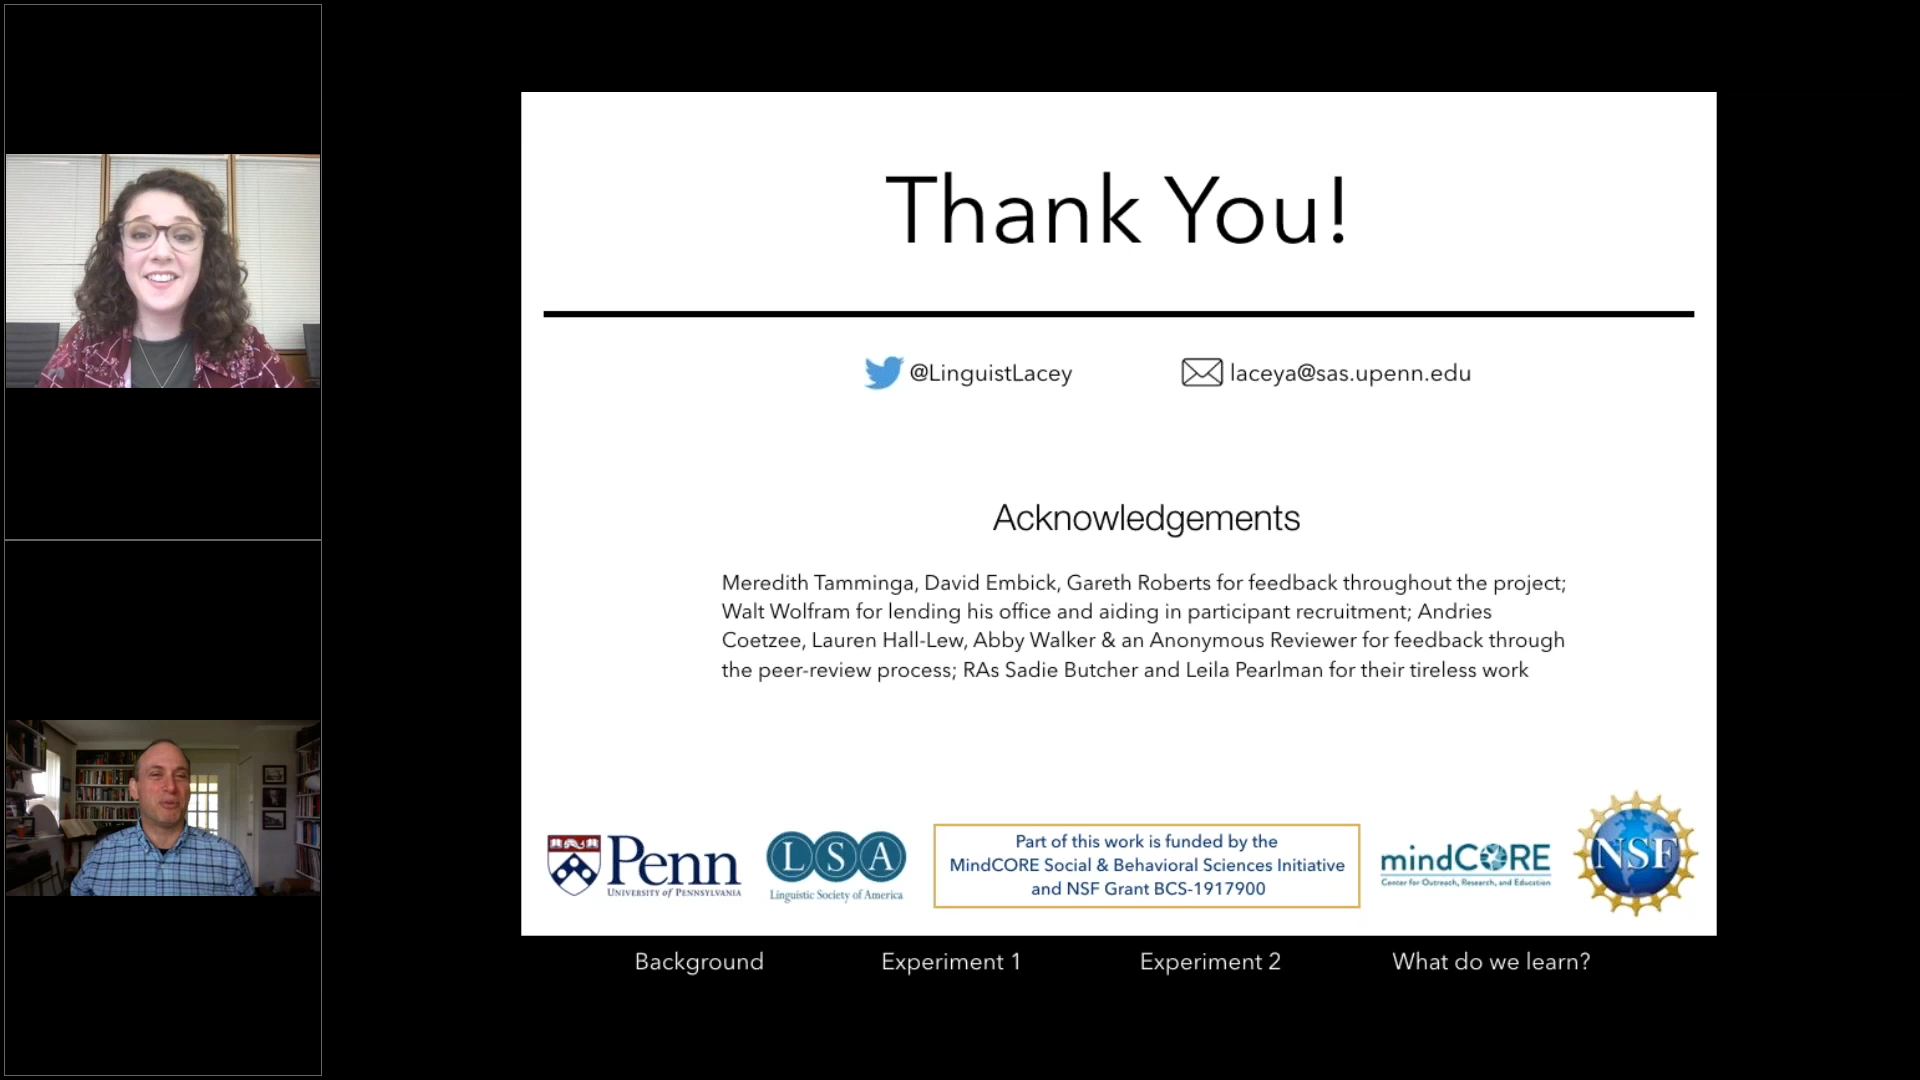 Thank You!
@LinguistLacey
laceya@sas.upenn.edu
Acknowledgements
Meredith Tamminga, David Embick, Gareth Roberts for feedback throughout the project;
Walt Wolfram for lending his office and aiding in participant recruitment; Andries
Coetzee, Lauren Hall-Lew, Abby Walker & an Anonymous Reviewer for feedback through
the peer-review process; RAs Sadie Butcher and Leila Pearlman for their tireless work
Penn
UNIVERSITY of PENNSYLVANIA
LSA
Linguistic Society of America
Part of this work is funded by the
MindCORE Social & Behavioral Sciences Initiative
and NSF Grant BCS-1917900
mindCORE
Center for Outreach, Research, and Education
NSF
Background
Experiment 1
Experiment 2
What do we learn?